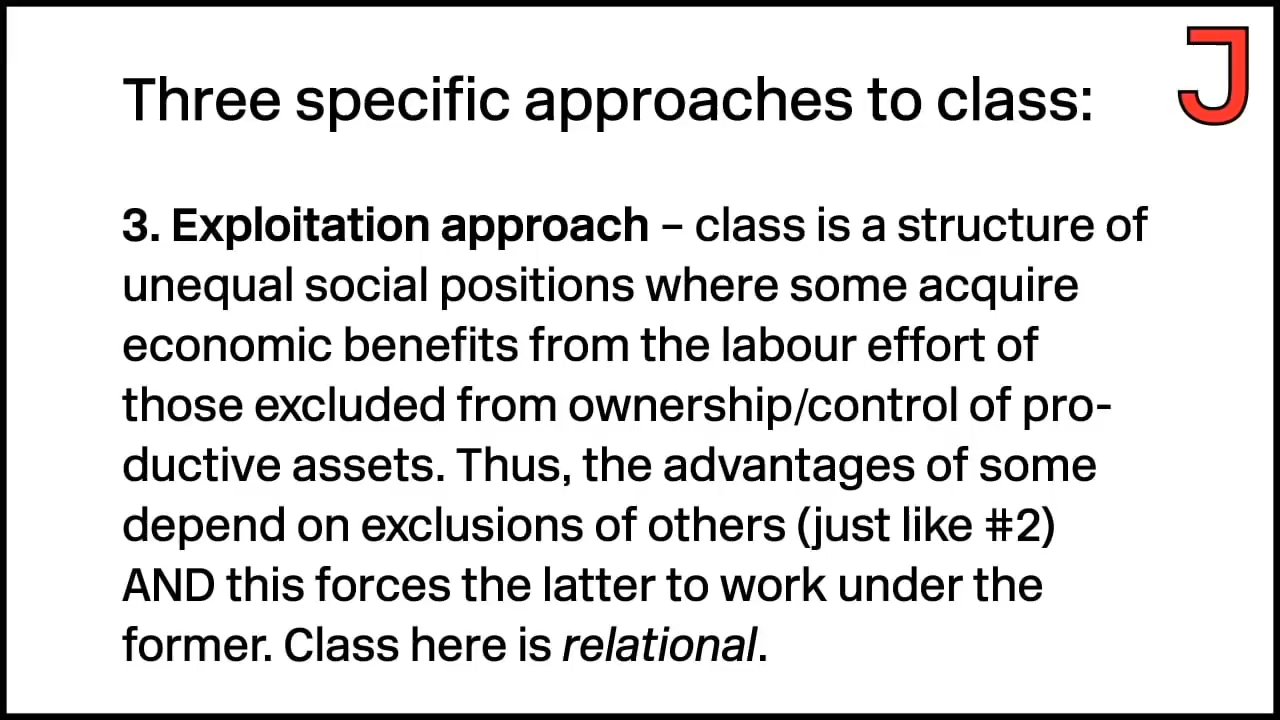 Three specific approaches to class:
J
3. Exploitation approach – class is a structure of
unequal social positions where some acquire
economic benefits from the labour effort of
those excluded from ownership/control of pro-
ductive assets. Thus, the advantages of some
depend on exclusions of others (just like #2)
AND this forces the latter to work under the
former. Class here is relational.